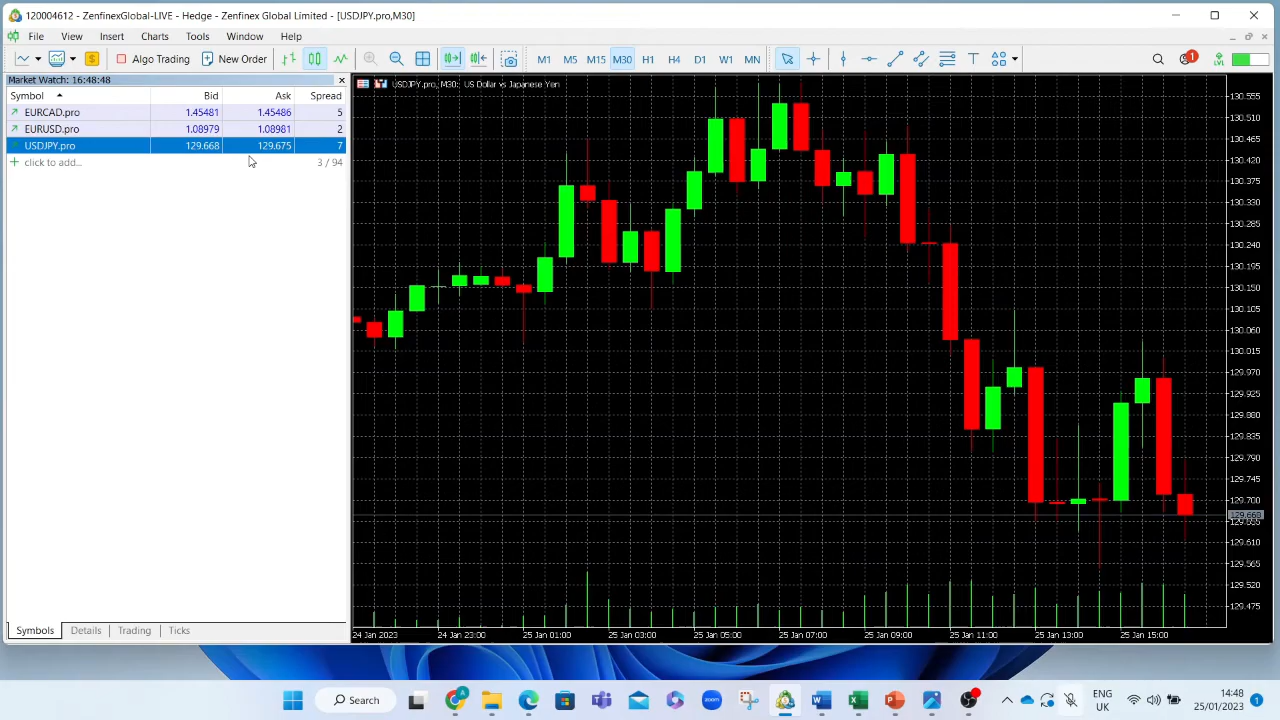 120004612 - ZenfinexGlobal-LIVE - Hedge - Zenfinex Global Limited - [USDJPY.pro,M30]
File View Insert Charts Tools Window Help
Algo Trading New Order M1 M5 M15 M30 H1 H4 D1 W1 MN 1
Market Watch: 16:48:48
Symbol Bid Ask Spread
EURCAD.pro 1.45481 1.45486 5
EURUSD.pro 1.08979 1.08981 2
USDJPY.pro 129.668 129.675 7
click to add... 3 / 94
Symbols Details Trading Ticks
USDJPY.pro, M30: US Dollar vs Japanese Yen
130.555
130.510
130.465
130.420
130.375
130.330
130.285
130.240
130.195
130.150
130.105
130.060
130.015
129.970
129.925
129.880
129.835
129.790
129.745
129.700
129.655
129.610
129.565
129.520
129.475
24 Jan 2023 24 Jan 23:00 25 Jan 01:00 25 Jan 03:00 25 Jan 05:00 25 Jan 07:00 25 Jan 09:00 25 Jan 11:00 25 Jan 13:00 25 Jan 15:00
Search
zoom
ENG
UK
14:48
25/01/2023
1